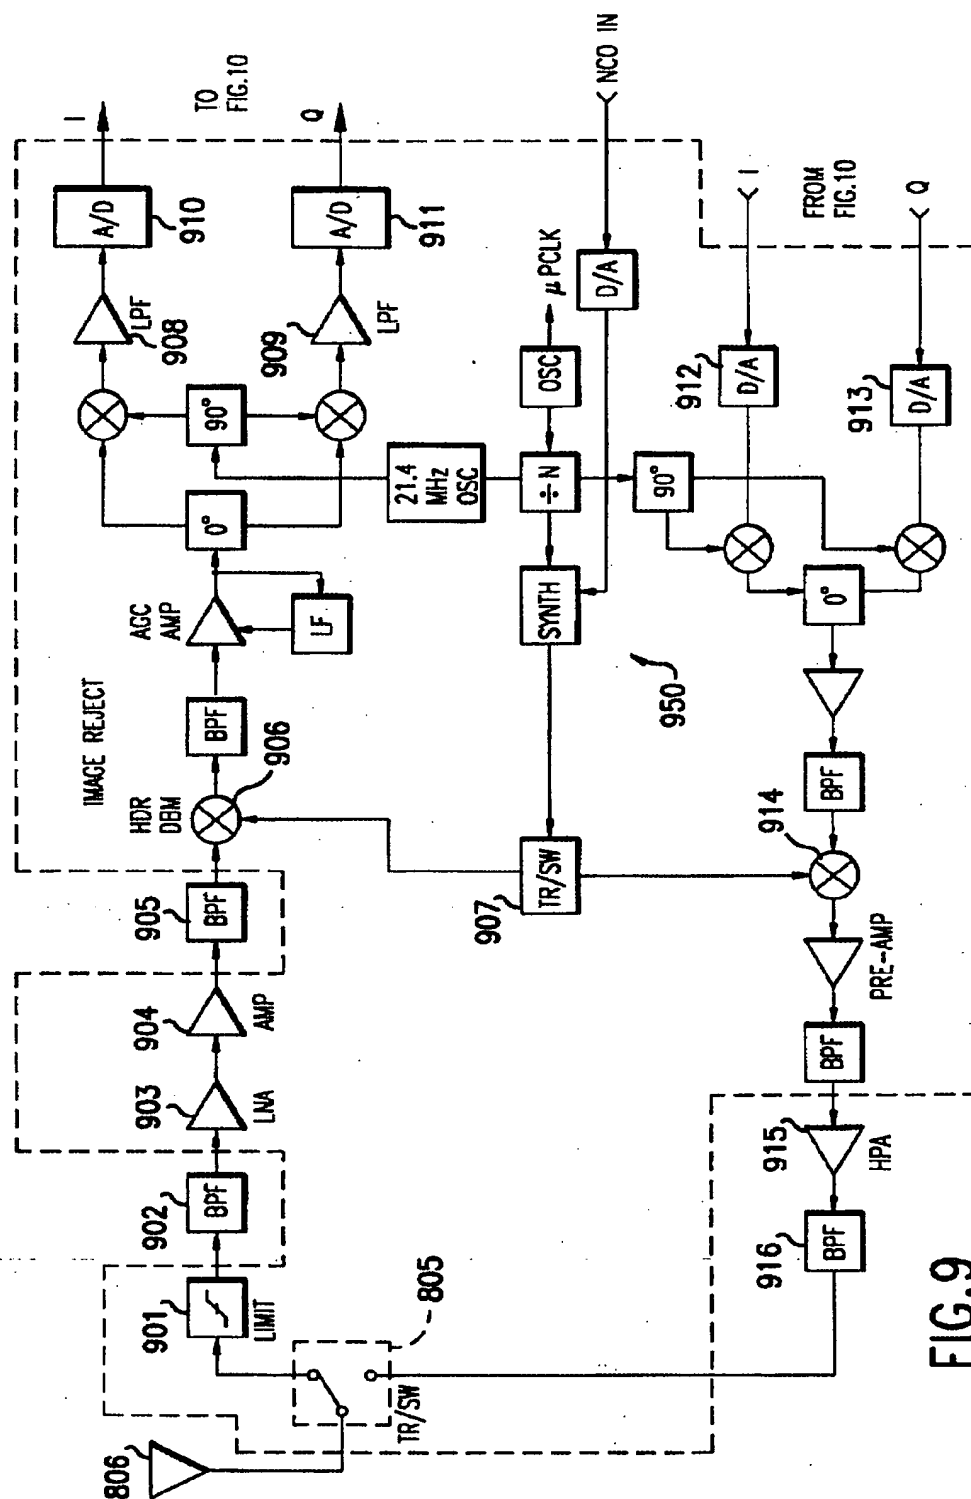 I
TO
FIG.10
Q
NCO IN
A/D
910
A/D
911
LPF
908
LPF
909
μPCLK
D/A
FROM
FIG.10
I
Q
90°
OSC
912
D/A
913
D/A
0°
21.4
MHz
OSC
÷N
90°
AGC
AMP
LF
SYNTH
0°
IMAGE REJECT
BPF
950
HDR
DBM
906
BPF
914
905
BPF
TR/SW
907
904
AMP
PRE-AMP
903
LNA
BPF
902
BPF
915
HPA
901
LIMIT
805
TR/SW
916
BPF
806
FIG.9